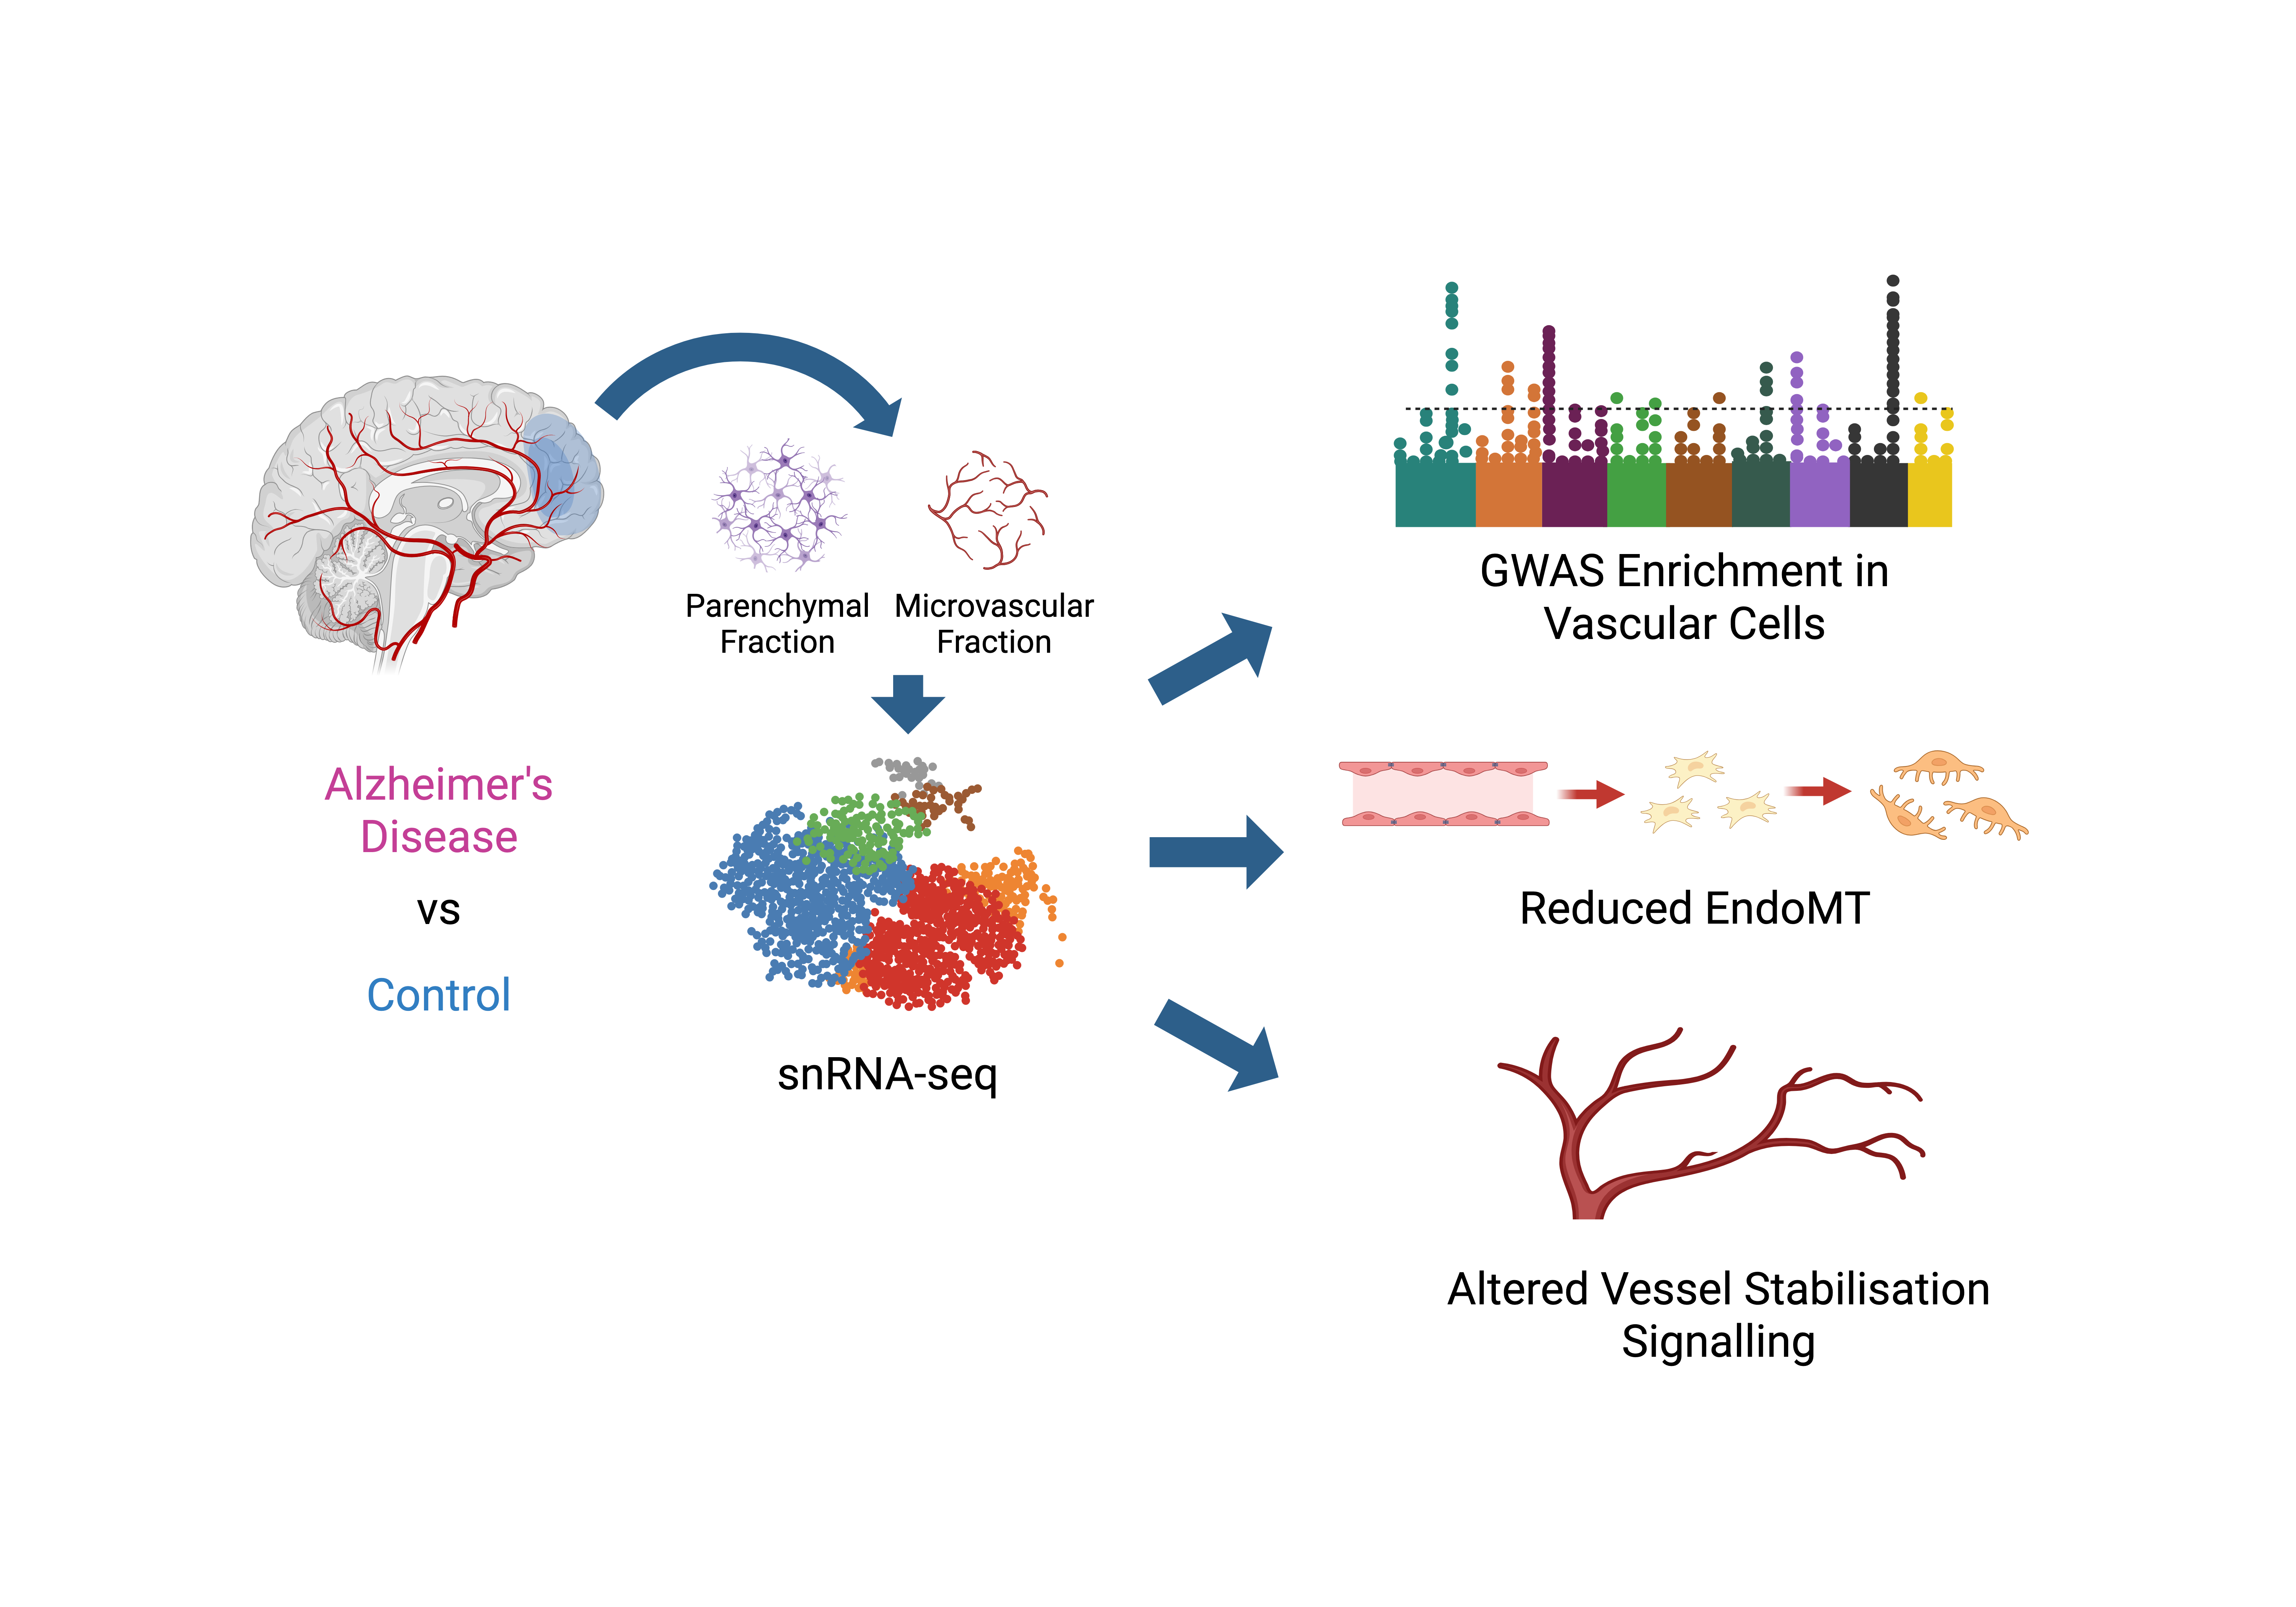 Parenchymal
Fraction
Microvascular
Fraction
Alzheimer's
Disease
vs
Control
snRNA-seq
GWAS Enrichment in
Vascular Cells
Reduced EndoMT
Altered Vessel Stabilisation
Signalling